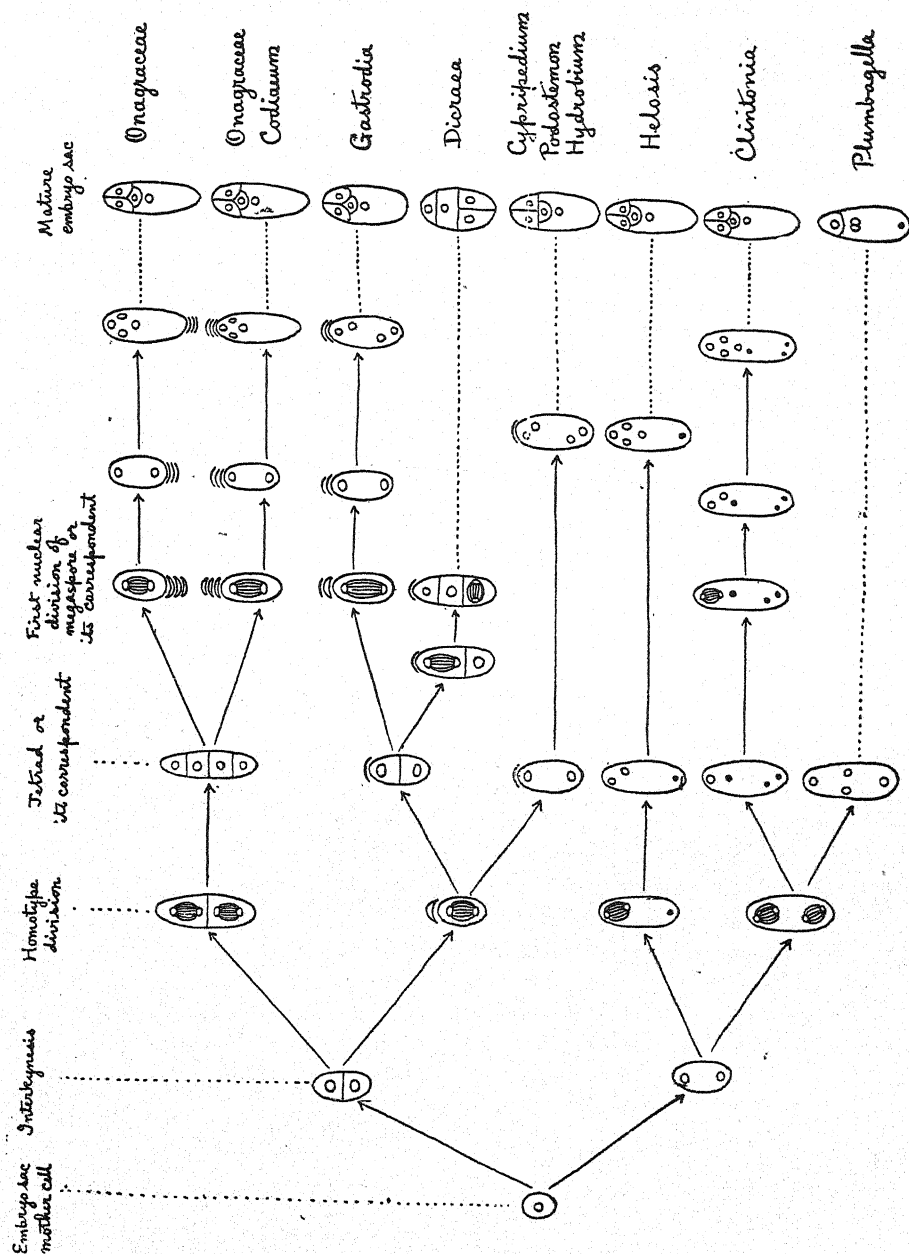 Embryo sac
mother cell
Interkynesis
Homotype
division
Tetrad or
its correspondent
First nuclear
division of
megaspore or
its correspondent
Mature
embryo sac
Onagraceae
Onagraceae
Codiaeum
Gastrodia
Dicraea
Cypripedium
Podostemon
Hydrobium
Helosis
Clintonia
Plumbagella